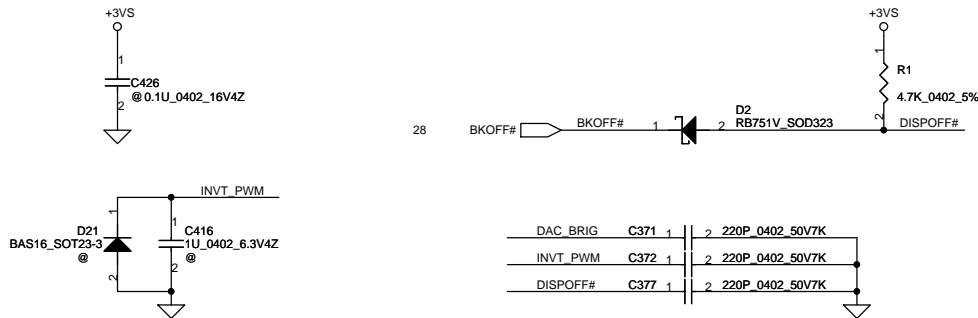 +3VS
1
C426
@ 0.1U_0402_16V4Z
2
+3VS
1
R1
4.7K_0402_5%
2
28
BKOFF#
BKOFF#
1
D2
2
RB751V_SOD323
DISPOFF#
INVT_PWM
1
D21
BAS16_SOT23-3
@
2
1
C416
1U_0402_6.3V4Z
@
2
DAC_BRIG C371 1 2 220P_0402_50V7K
INVT_PWM C372 1 2 220P_0402_50V7K
DISPOFF# C377 1 2 220P_0402_50V7K